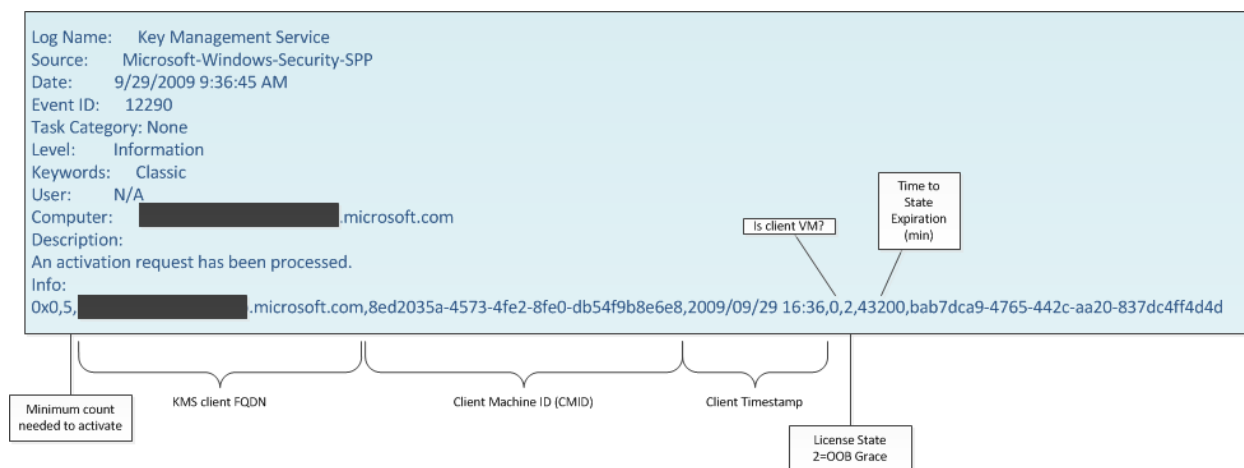 Log Name: Key Management Service
Source: Microsoft-Windows-Security-SPP
Date: 9/29/2009 9:36:45 AM
Event ID: 12290
Task Category: None
Level: Information
Keywords: Classic
User: N/A
Computer: .microsoft.com
Description:
An activation request has been processed.
Info:
0x0,5, .microsoft.com,8ed2035a-4573-4fe2-8fe0-db54f9b8e6e8,2009/09/29 16:36,0,2,43200,bab7dca9-4765-442c-aa20-837dc4ff4d4d
Is client VM?
Time to
State
Expiration
(min)
Minimum count
needed to activate
KMS client FQDN
Client Machine ID (CMID)
Client Timestamp
License State
2=OOB Grace